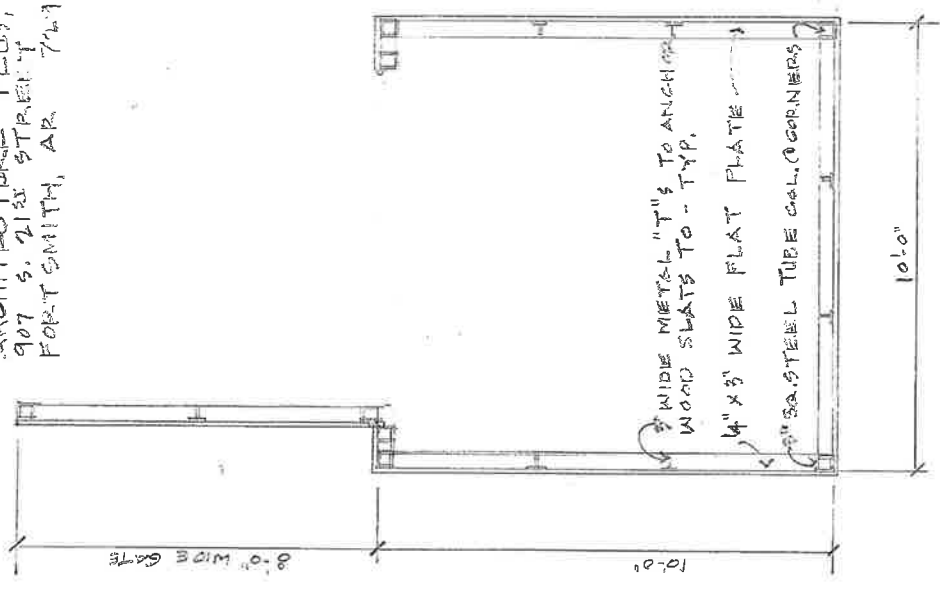 907 S. 21ST STREET
FORT SMITH, AR
3" WIDE METAL "T"S TO ANCHOR
WOOD SLATS TO - TYP.
1/4" X 3" WIDE FLAT PLATE
SQ. STEEL TUBE COL. @ CORNERS
10'-0"
10'-0"
8'-0" WIDE GATE